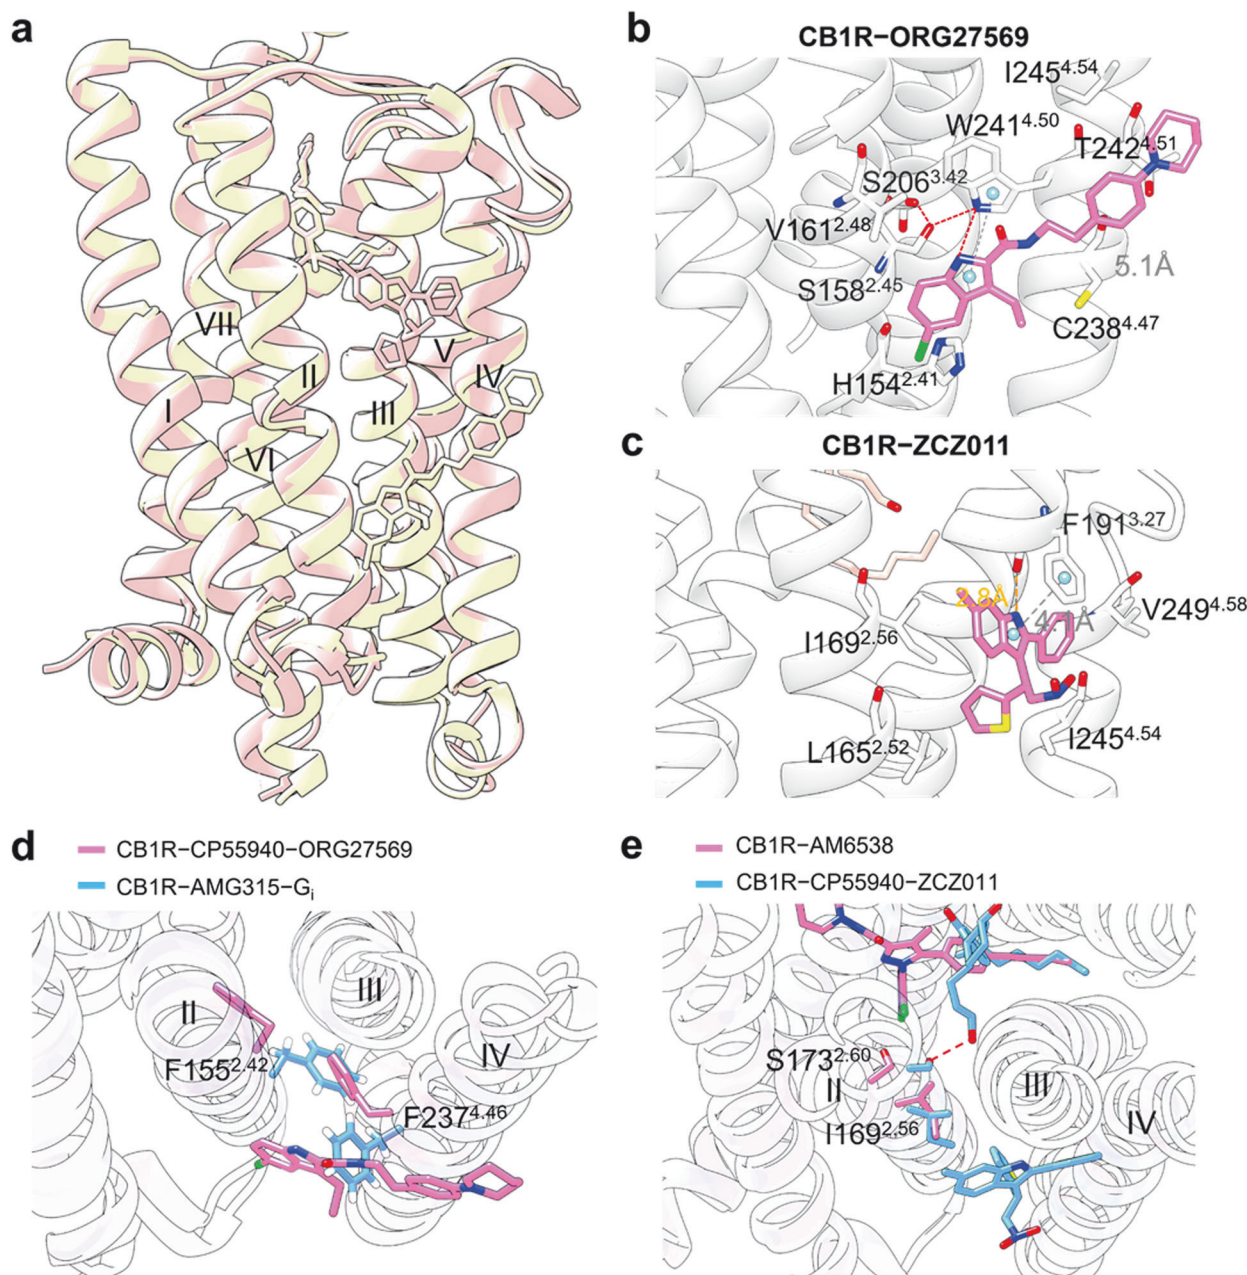 a
VII
II
V
IV
I
III
VI
b
CB1R−ORG27569
I245^4.54
W241^4.50
T242^4.51
S206^3.42
V161^2.48
5.1Å
S158^2.45
C238^4.47
H154^2.41
c
CB1R−ZCZ011
F191^3.27
2.8Å
V249^4.58
4.1Å
I169^2.56
I245^4.54
L165^2.52
d
CB1R−CP55940−ORG27569
CB1R−AMG315−G_i
III
II
IV
F155^2.42
F237^4.46
e
CB1R−AM6538
CB1R−CP55940−ZCZ011
S173^2.60
II
III
I169^2.56
IV